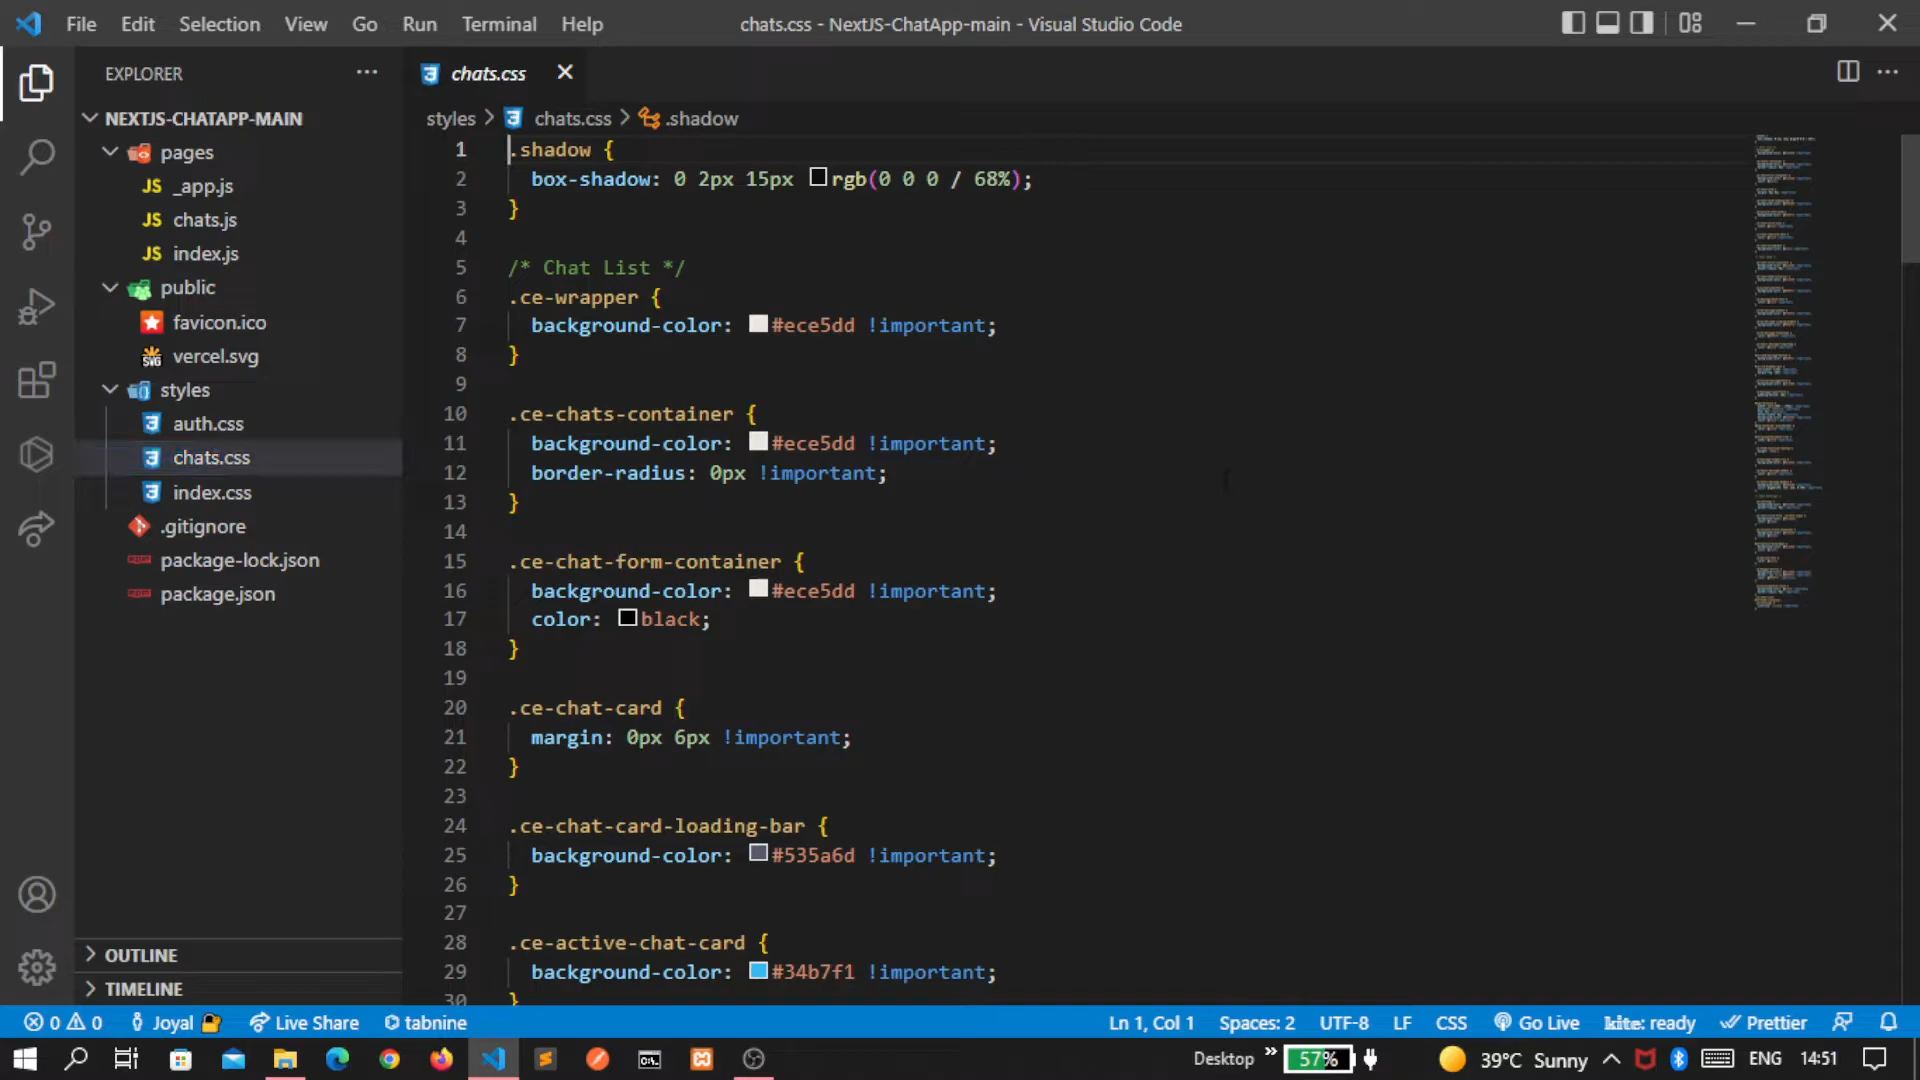 File Edit Selection View Go Run Terminal Help
chats.css - NextJS-ChatApp-main - Visual Studio Code
EXPLORER
NEXTJS-CHATAPP-MAIN
pages
JS _app.js
JS chats.js
JS index.js
public
favicon.ico
SVG vercel.svg
styles
auth.css
chats.css
index.css
.gitignore
package-lock.json
package.json
OUTLINE
TIMELINE
chats.css
styles > chats.css > .shadow
1 .shadow {
2 box-shadow: 0 2px 15px rgb(0 0 0 / 68%);
3 }
4
5 /* Chat List */
6 .ce-wrapper {
7 background-color: #ece5dd !important;
8 }
9
10 .ce-chats-container {
11 background-color: #ece5dd !important;
12 border-radius: 0px !important;
13 }
14
15 .ce-chat-form-container {
16 background-color: #ece5dd !important;
17 color: black;
18 }
19
20 .ce-chat-card {
21 margin: 0px 6px !important;
22 }
23
24 .ce-chat-card-loading-bar {
25 background-color: #535a6d !important;
26 }
27
28 .ce-active-chat-card {
29 background-color: #34b7f1 !important;
30 }
0 0 Joyal Live Share tabnine Ln 1, Col 1 Spaces: 2 UTF-8 LF CSS Go Live kite: ready Prettier
Desktop » 57% 39°C Sunny ENG 14:51